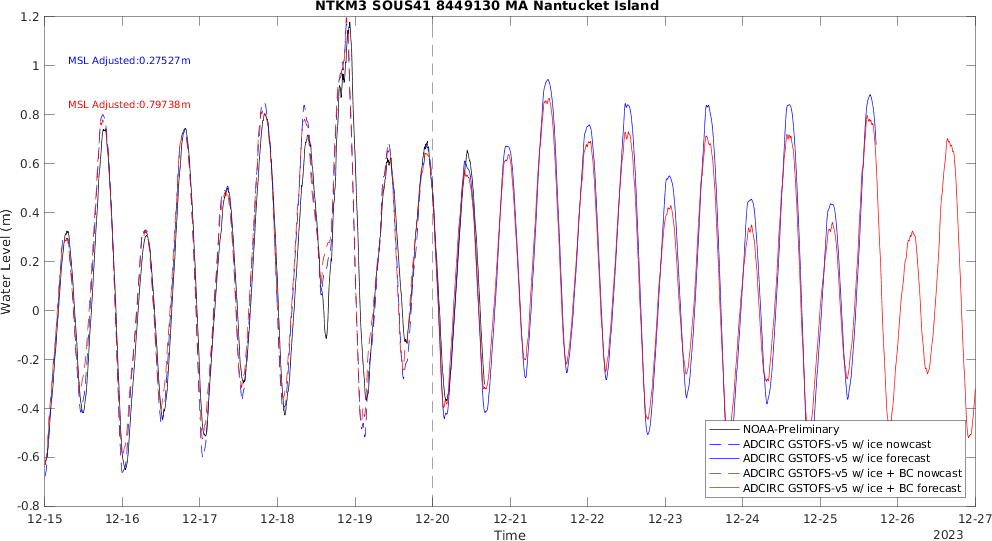 NTKM3 SOUS41 8449130 MA Nantucket Island
1.2
1
0.8
0.6
0.4
0.2
0
-0.2
-0.4
-0.6
-0.8
Water Level (m)
MSL Adjusted:0.27527m
MSL Adjusted:0.79738m
NOAA-Preliminary
ADCIRC GSTOFS-v5 w/ ice nowcast
ADCIRC GSTOFS-v5 w/ ice forecast
ADCIRC GSTOFS-v5 w/ ice + BC nowcast
ADCIRC GSTOFS-v5 w/ ice + BC forecast
12-15 12-16 12-17 12-18 12-19 12-20 12-21 12-22 12-23 12-24 12-25 12-26 12-27
Time
2023